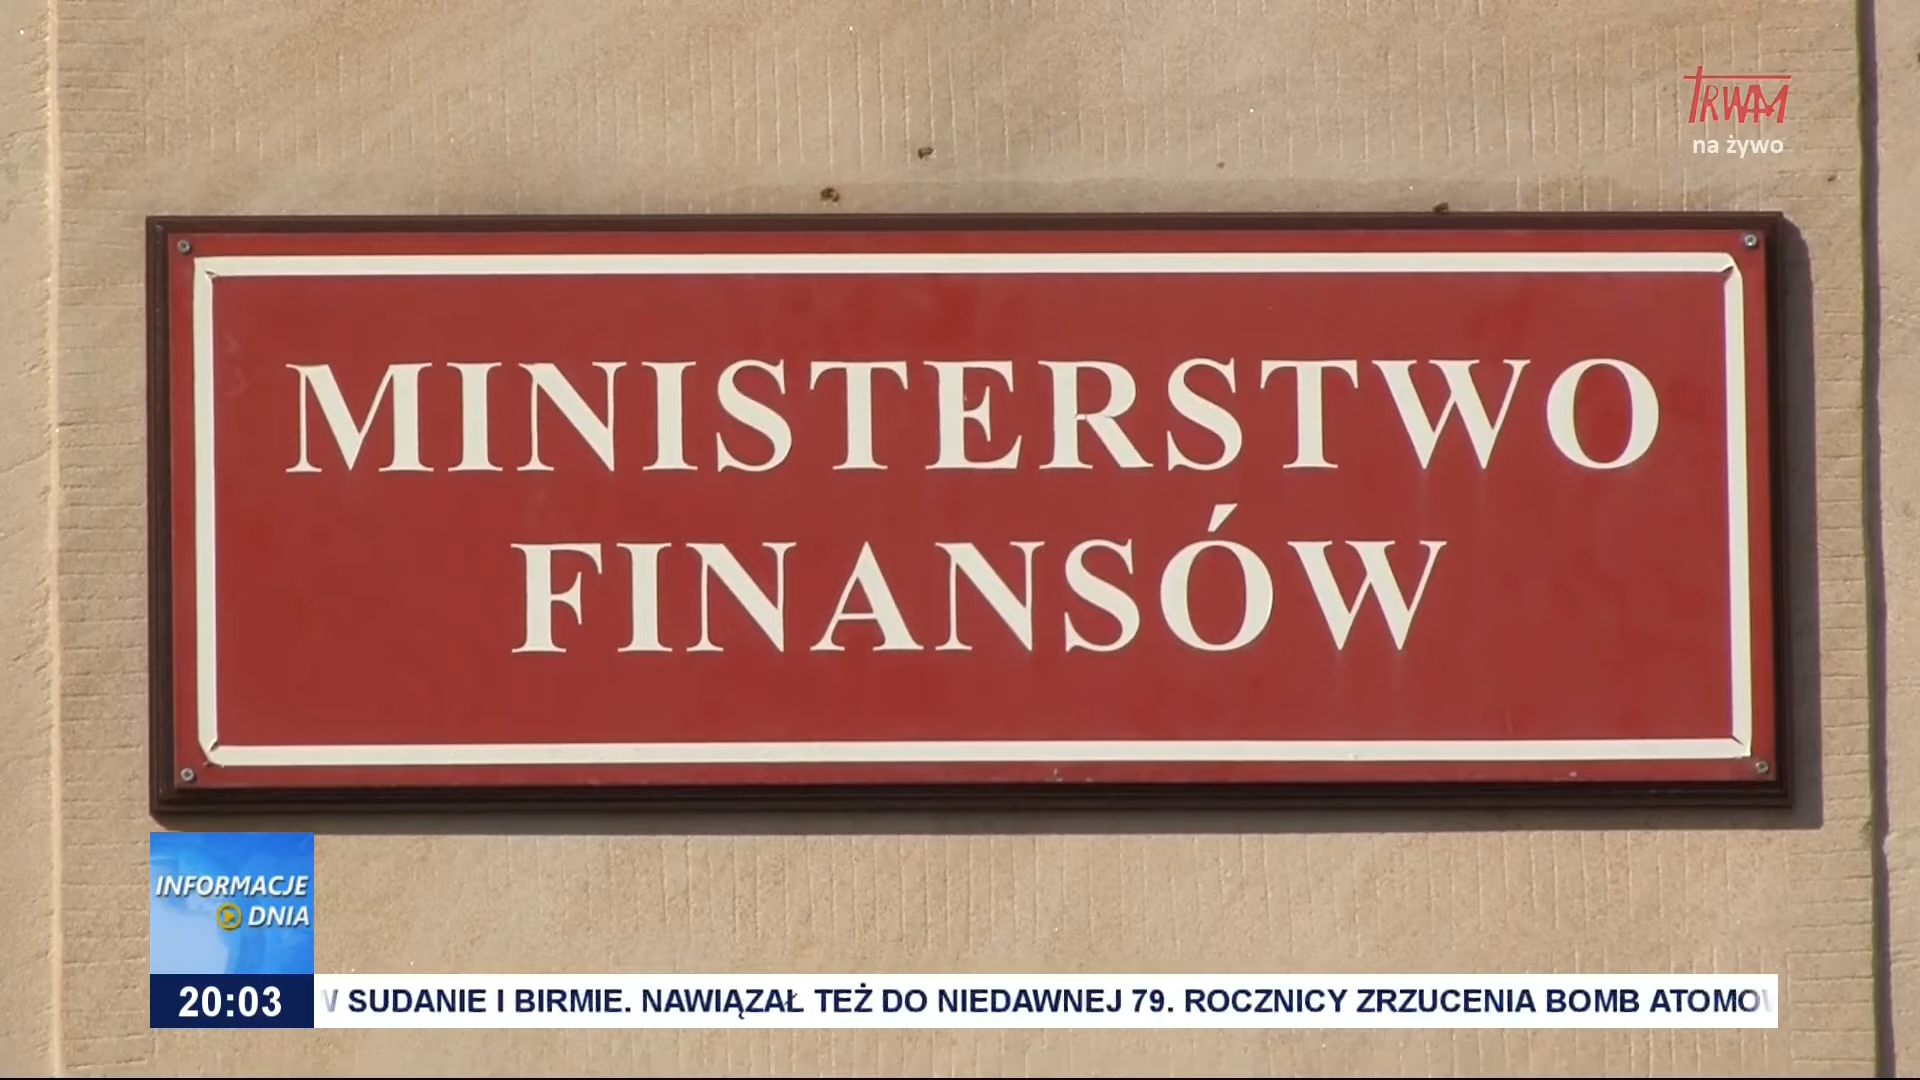 TRWAM
na żywo
MINISTERSTWO
FINANSÓW
INFORMACJE
DNIA
20:03
W SUDANIE I BIRMIE. NAWIĄZAŁ TEŻ DO NIEDAWNEJ 79. ROCZNICY ZRZUCENIA BOMB